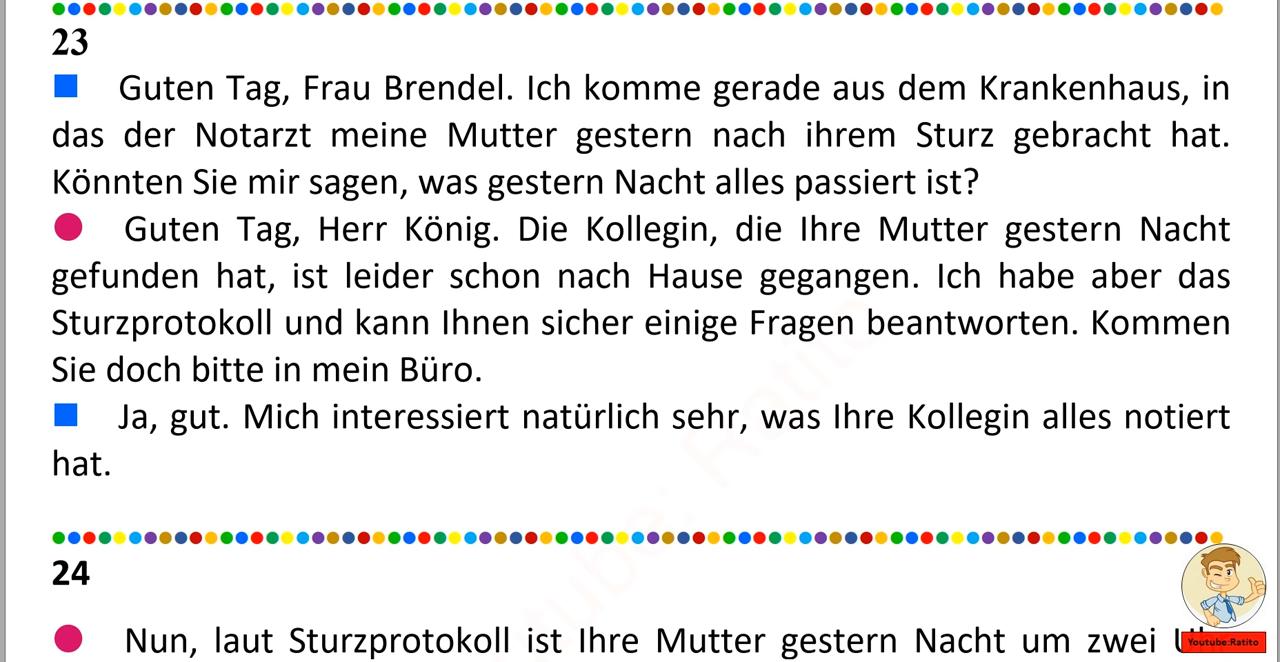 23
Guten Tag, Frau Brendel. Ich komme gerade aus dem Krankenhaus, in
das der Notarzt meine Mutter gestern nach ihrem Sturz gebracht hat.
Könnten Sie mir sagen, was gestern Nacht alles passiert ist?
Guten Tag, Herr König. Die Kollegin, die Ihre Mutter gestern Nacht
gefunden hat, ist leider schon nach Hause gegangen. Ich habe aber das
Sturzprotokoll und kann Ihnen sicher einige Fragen beantworten. Kommen
Sie doch bitte in mein Büro.
Ja, gut. Mich interessiert natürlich sehr, was Ihre Kollegin alles notiert
hat.
24
Nun, laut Sturzprotokoll ist Ihre Mutter gestern Nacht um zwei
Youtube:Ratito